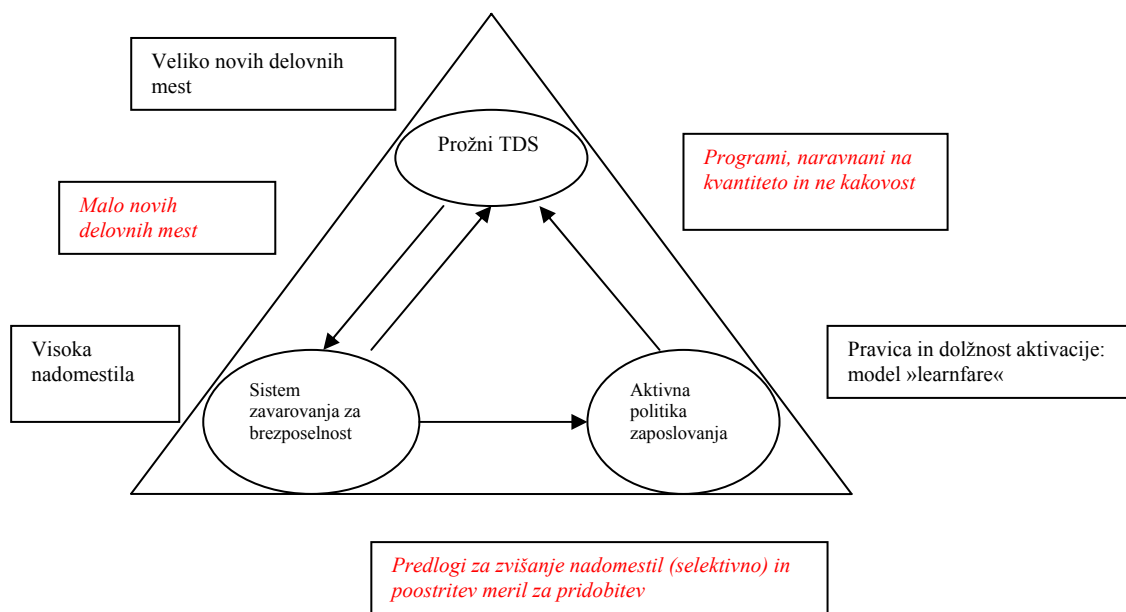 Veliko novih delovnih
mest
Prožni TDS
Programi, naravnani na
kvantiteto in ne kakovost
Malo novih
delovnih mest
Visoka
nadomestila
Pravica in dolžnost aktivacije:
model »learnfare«
Sistem
zavarovanja za
brezposelnost
Aktivna
politika
zaposlovanja
Predlogi za zvišanje nadomestil (selektivno) in
poostritev meril za pridobitev